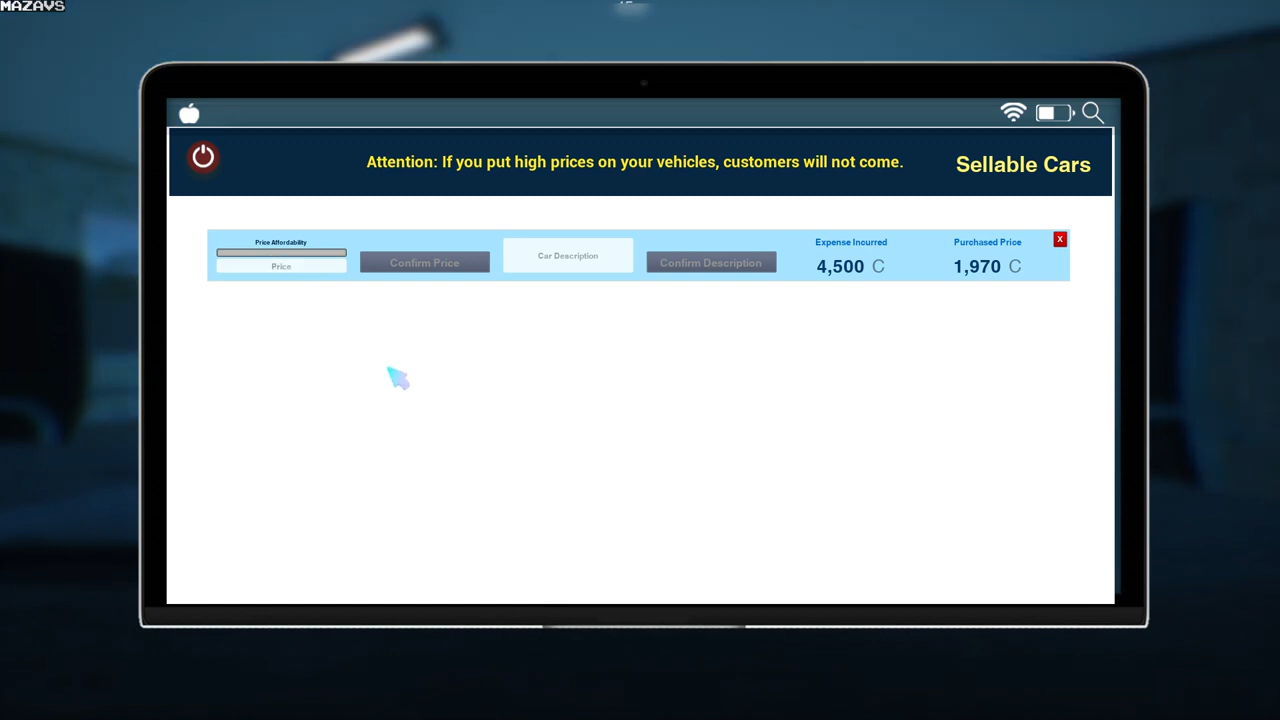 MAZAVS
Attention: If you put high prices on your vehicles, customers will not come.
Sellable Cars
Price Affordability
Price
Confirm Price
Car Description
Confirm Description
Expense Incurred
4,500 C
Purchased Price
1,970 C
X